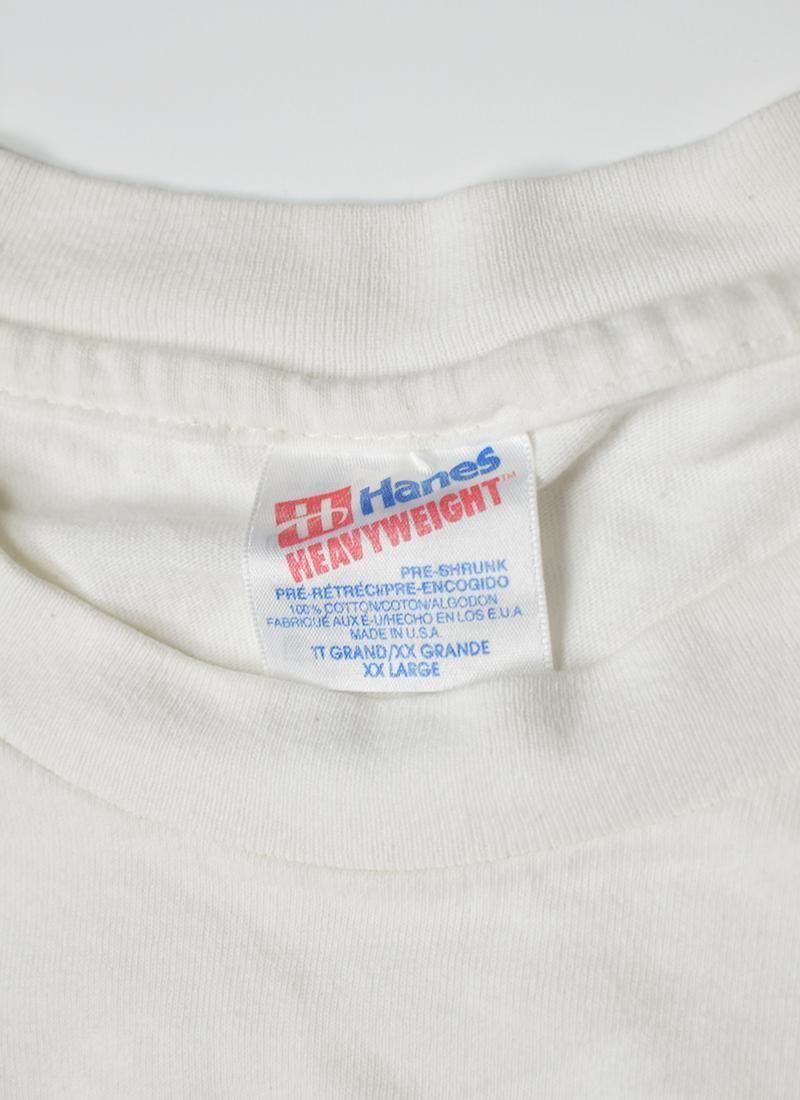 Hanes
HEAVYWEIGHT™
PRE-SHRUNK
PRÉ-RÉTRÉCI/PRE-ENCOGIDO
100% COTTON/COTON/ALGODON
FABRIQUÉ AUX É-U/HECHO EN LOS E.U.A.
MADE IN U.S.A.
TT GRAND/XX GRANDE
XX LARGE